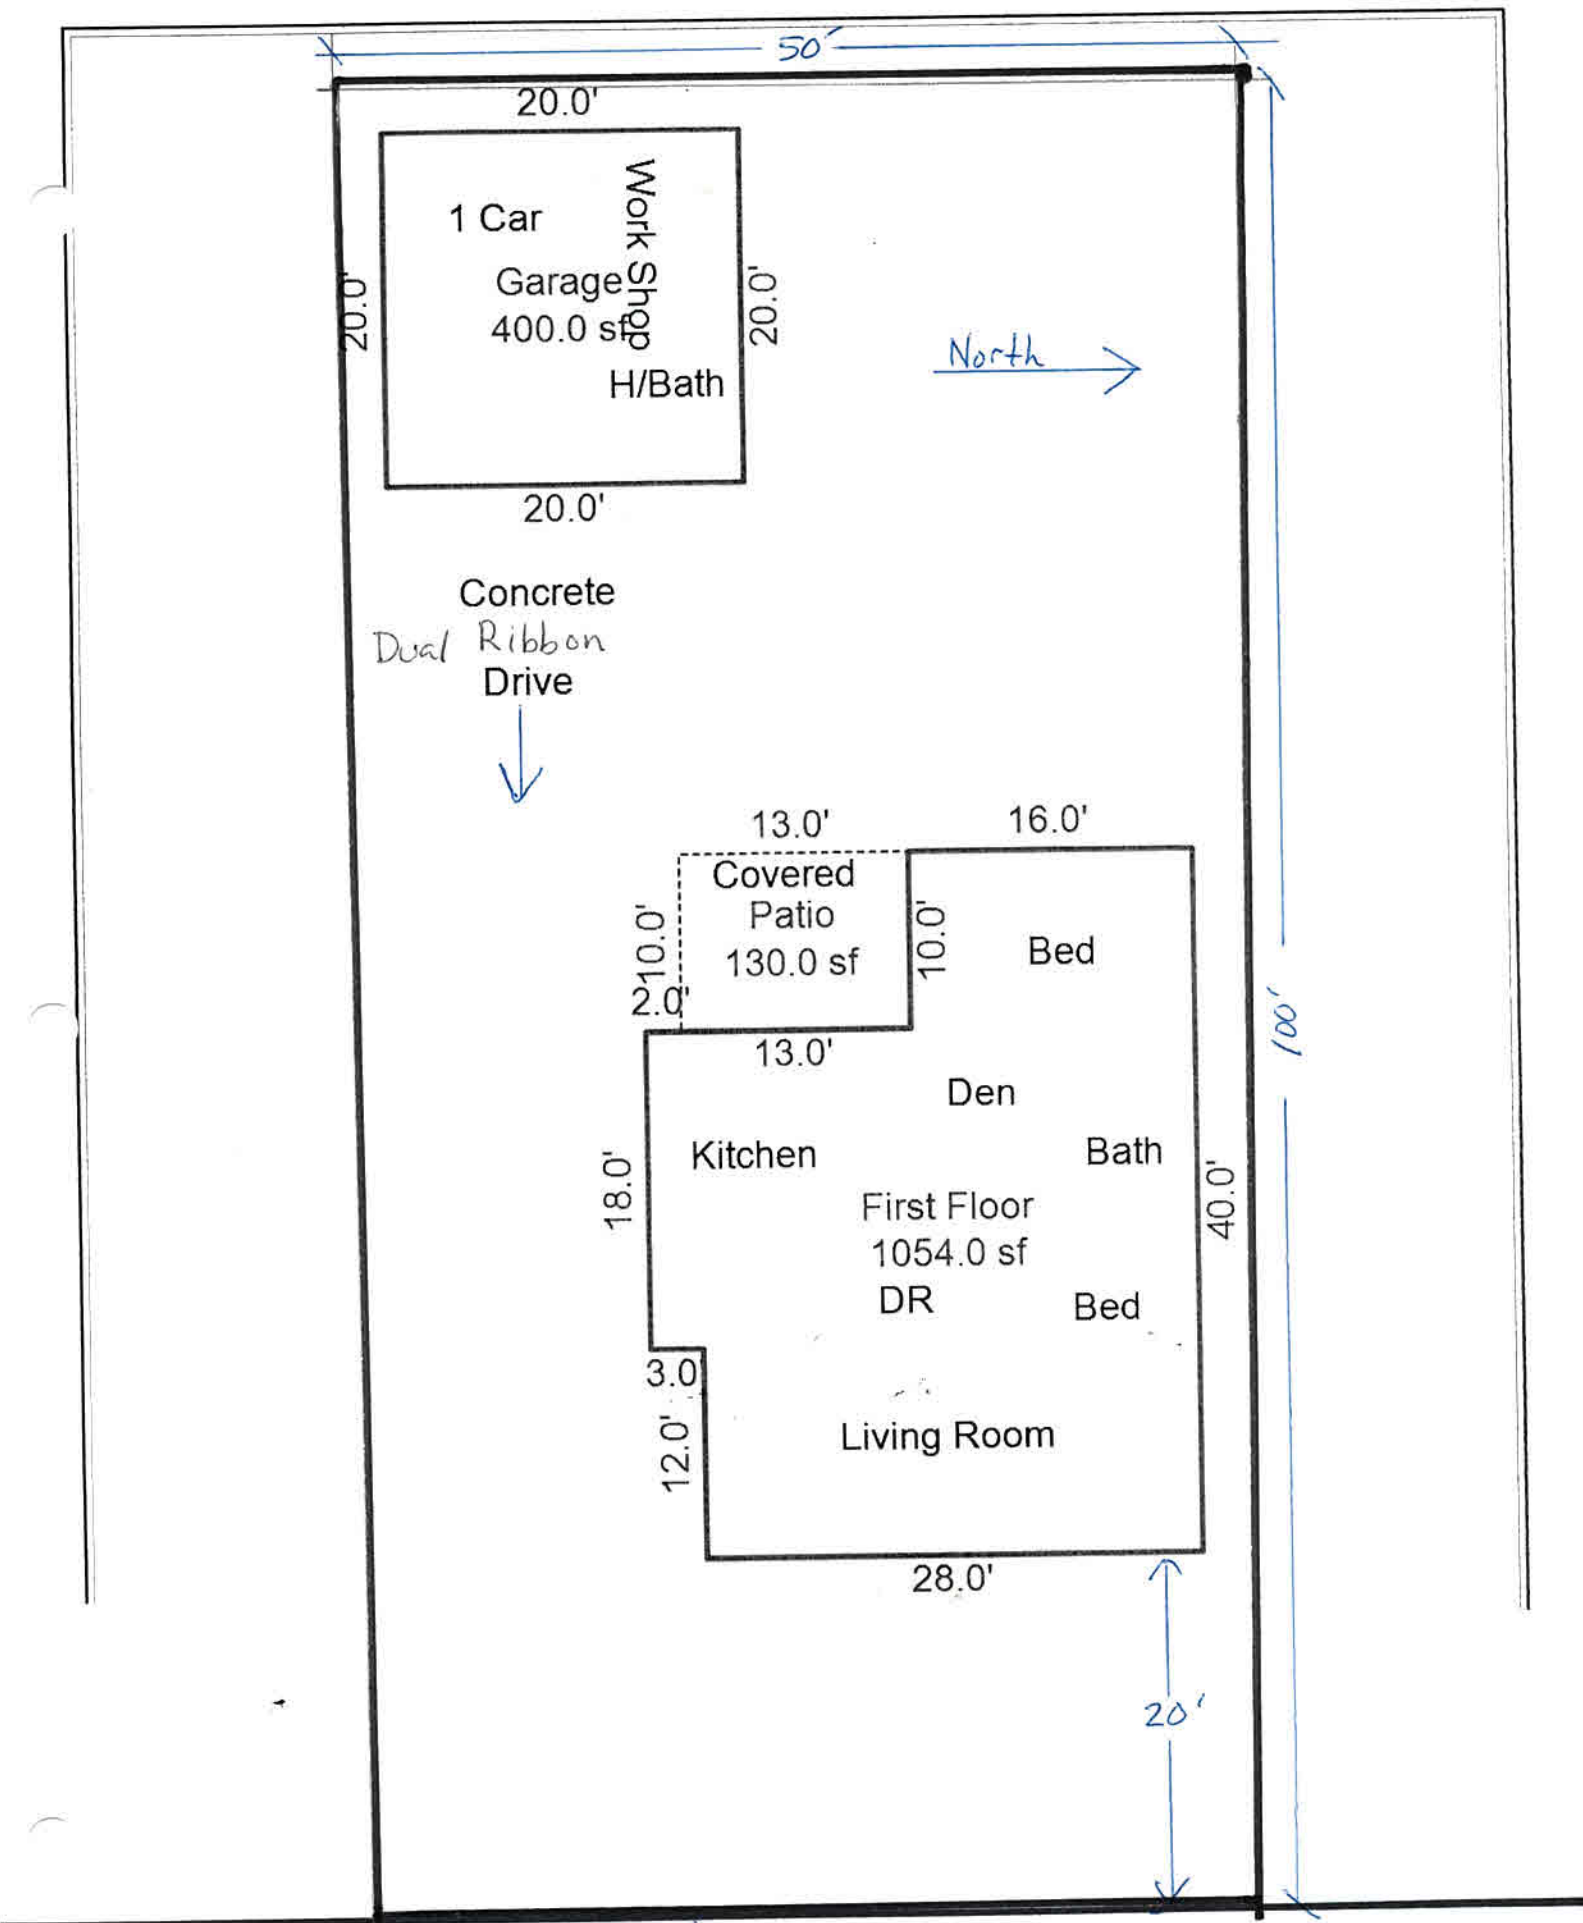 50'
20.0'
1 Car
Work Shop
Garage
400.0 sf
H/Bath
20.0'
20.0'
20.0'
North
Concrete
Dual Ribbon
Drive
13.0'
16.0'
Covered
Patio
130.0 sf
10.0'
10.0'
2.0'
13.0'
Bed
100'
Den
Kitchen
Bath
18.0'
First Floor
1054.0 sf
40.0'
DR
Bed
3.0'
12.0'
Living Room
28.0'
20'